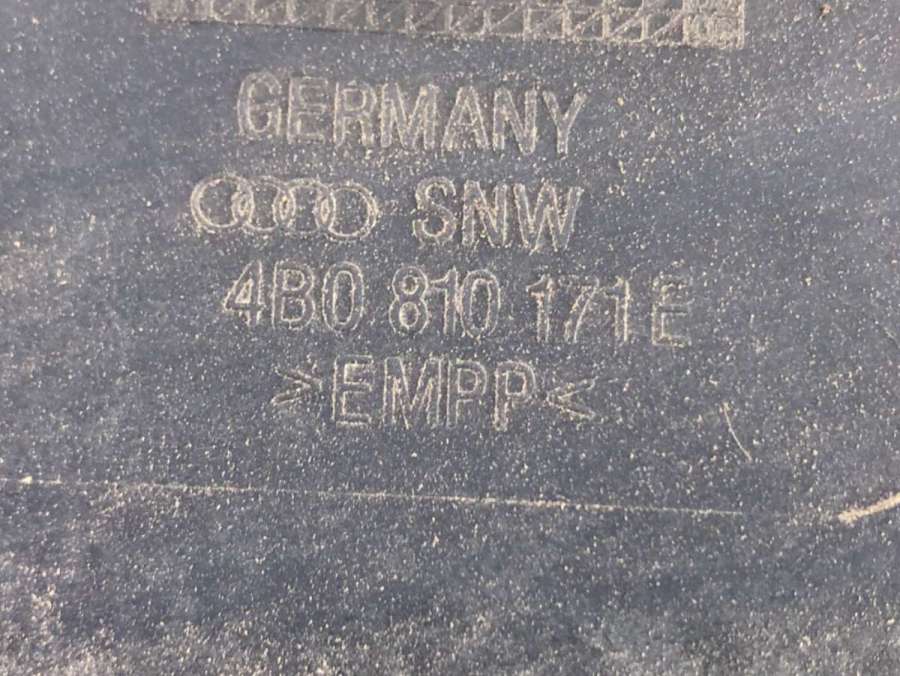 GERMANY
SNW
4B0 810 171 E
>EMPP<